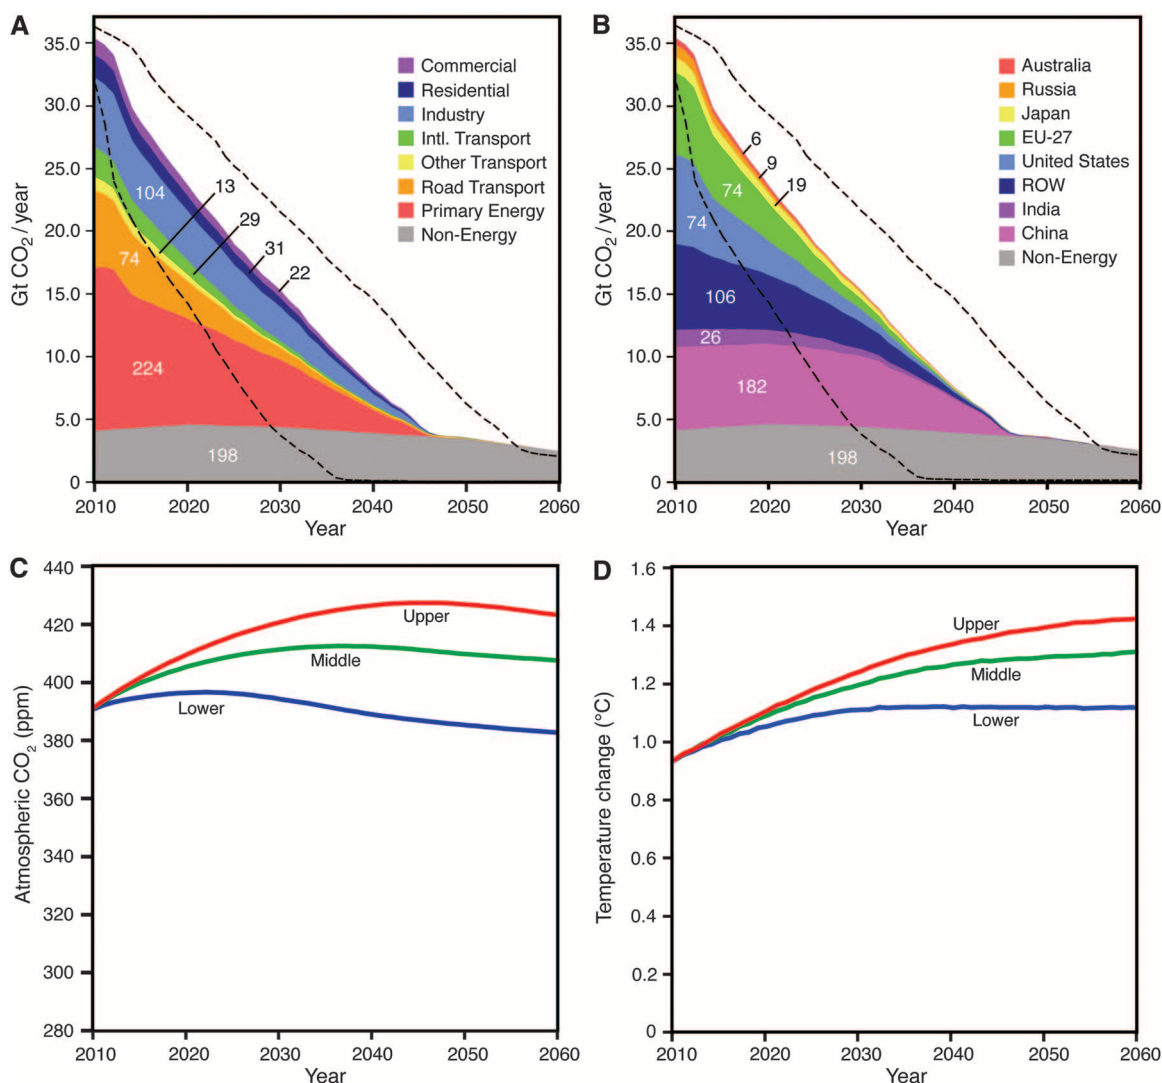 A
35.0
30.0
25.0
20.0
15.0
10.0
5.0
0
Gt CO2 / year
Commercial
Residential
Industry
Intl. Transport
Other Transport
Road Transport
Primary Energy
Non-Energy
104
13
29
31
22
74
224
198
2010 2020 2030 2040 2050 2060
Year
B
35.0
30.0
25.0
20.0
15.0
10.0
5.0
0
Gt CO2 / year
Australia
Russia
Japan
EU-27
United States
ROW
India
China
Non-Energy
6
9
19
74
74
106
26
182
198
2010 2020 2030 2040 2050 2060
Year
C
440
420
400
380
360
340
320
300
280
Atmospheric CO2 (ppm)
Upper
Middle
Lower
2010 2020 2030 2040 2050 2060
Year
D
1.6
1.4
1.2
1.0
0.8
0.6
0.4
0.2
0
Temperature change (°C)
Upper
Middle
Lower
2010 2020 2030 2040 2050 2060
Year